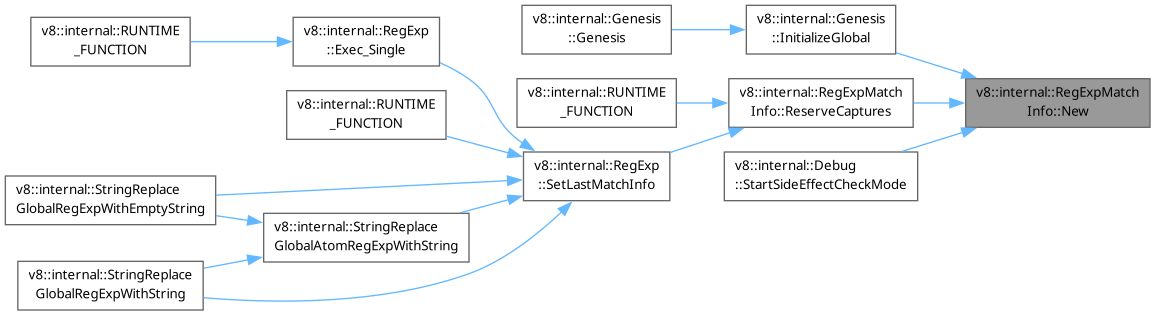 v8::internal::RUNTIME
_FUNCTION
v8::internal::RegExp
::Exec_Single
v8::internal::Genesis
::Genesis
v8::internal::Genesis
::InitializeGlobal
v8::internal::RUNTIME
_FUNCTION
v8::internal::RUNTIME
_FUNCTION
v8::internal::RegExpMatch
Info::ReserveCaptures
v8::internal::RegExpMatch
Info::New
v8::internal::RegExp
::SetLastMatchInfo
v8::internal::Debug
::StartSideEffectCheckMode
v8::internal::StringReplace
GlobalRegExpWithEmptyString
v8::internal::StringReplace
GlobalAtomRegExpWithString
v8::internal::StringReplace
GlobalRegExpWithString